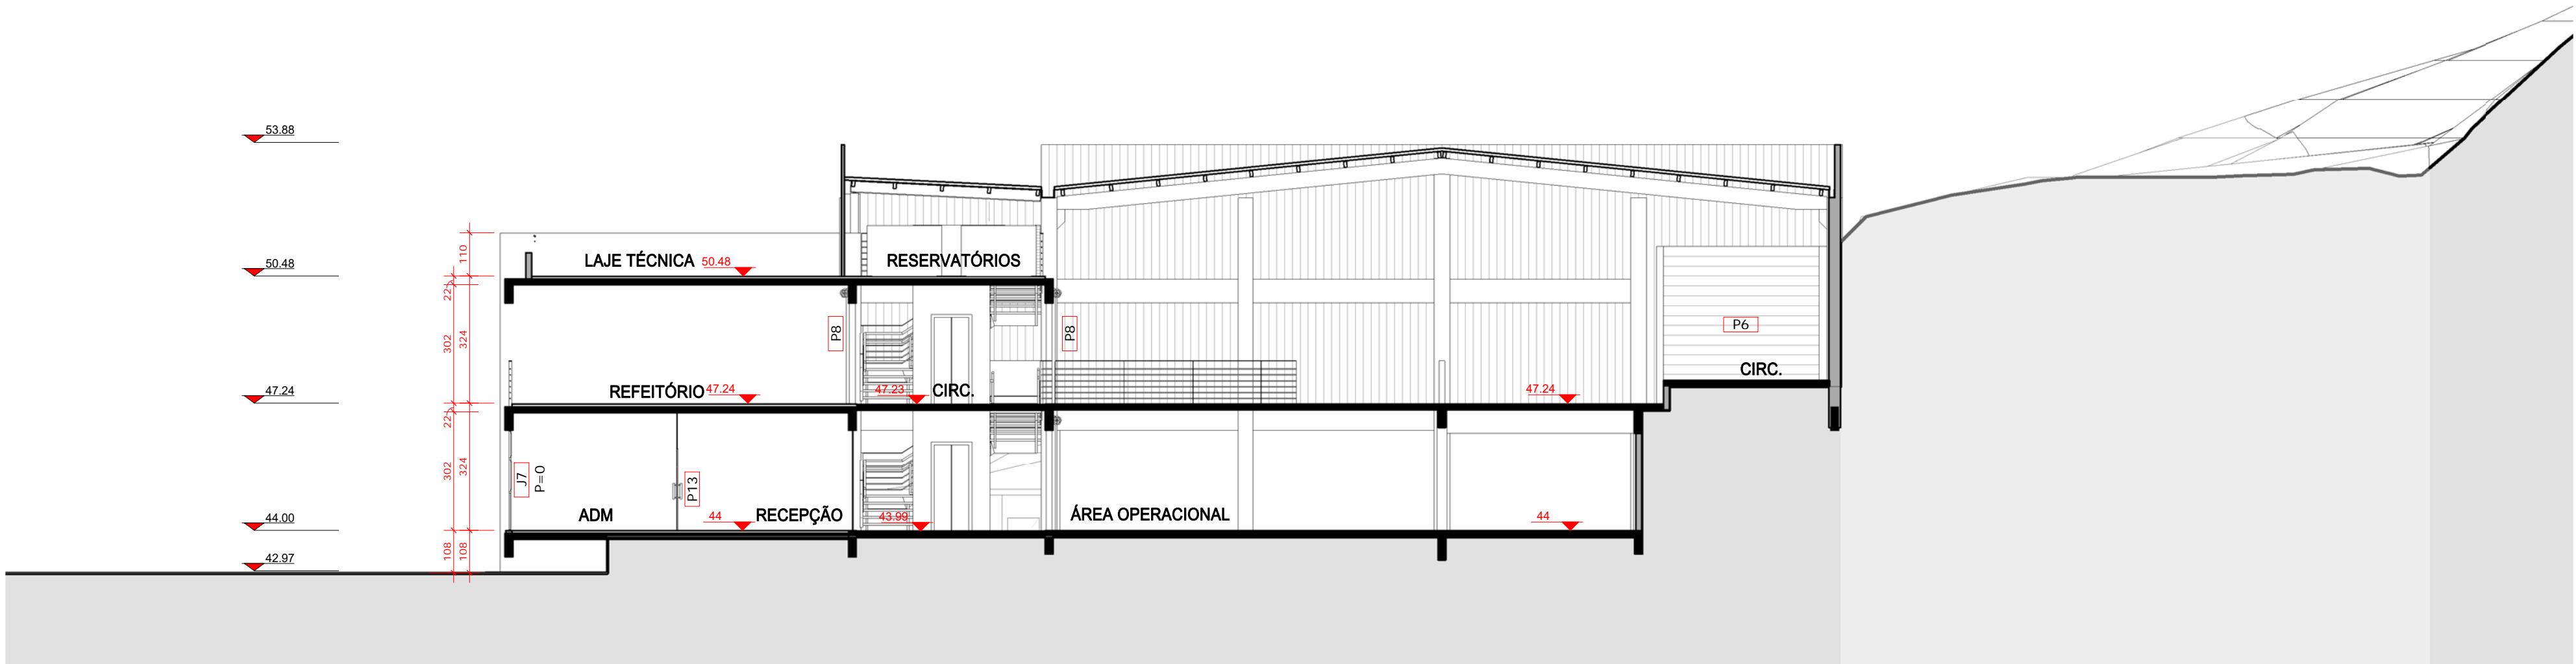 53.88
50.48
47.24
44.00
42.97
110
22
302
324
22
302
324
108
108
LAJE TÉCNICA 50.48
RESERVATÓRIOS
P8
P8
P6
REFEITÓRIO 47.24
47.23 CIRC.
47.24
CIRC.
J7
P=0
P13
ADM
44
RECEPÇÃO
43.99
ÁREA OPERACIONAL
44